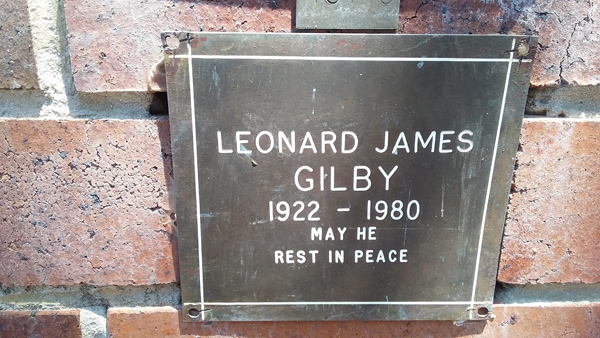 LEONARD JAMES
GILBY
1922 - 1980
MAY HE
REST IN PEACE